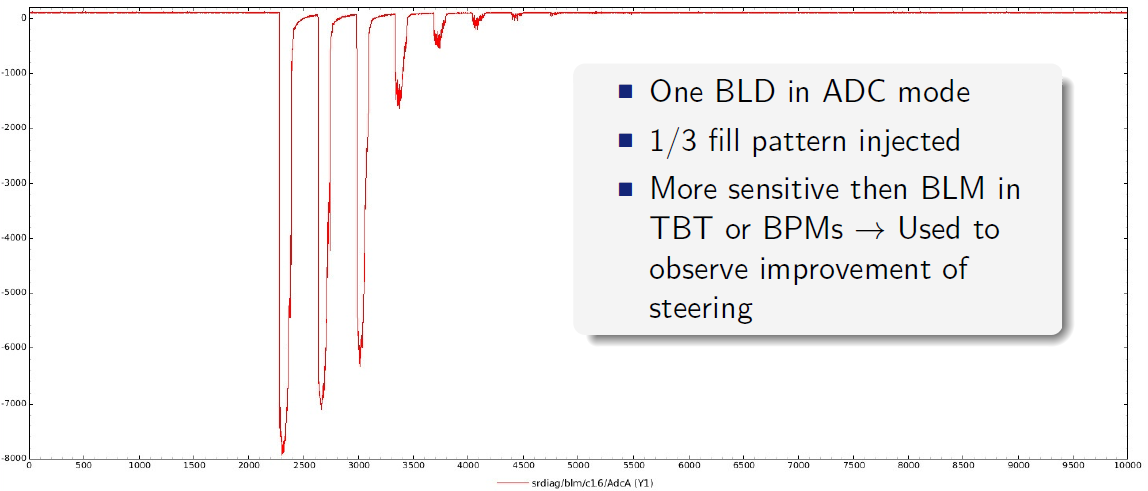 0
-1000
-2000
-3000
-4000
-5000
-6000
-7000
-8000
0 500 1000 1500 2000 2500 3000 3500 4000 4500 5000 5500 6000 6500 7000 7500 8000 8500 9000 9500 10000
srdiag/blm/c16/AdcA (Y1)
■ One BLD in ADC mode
■ 1/3 fill pattern injected
■ More sensitive then BLM in
TBT or BPMs → Used to
observe improvement of
steering